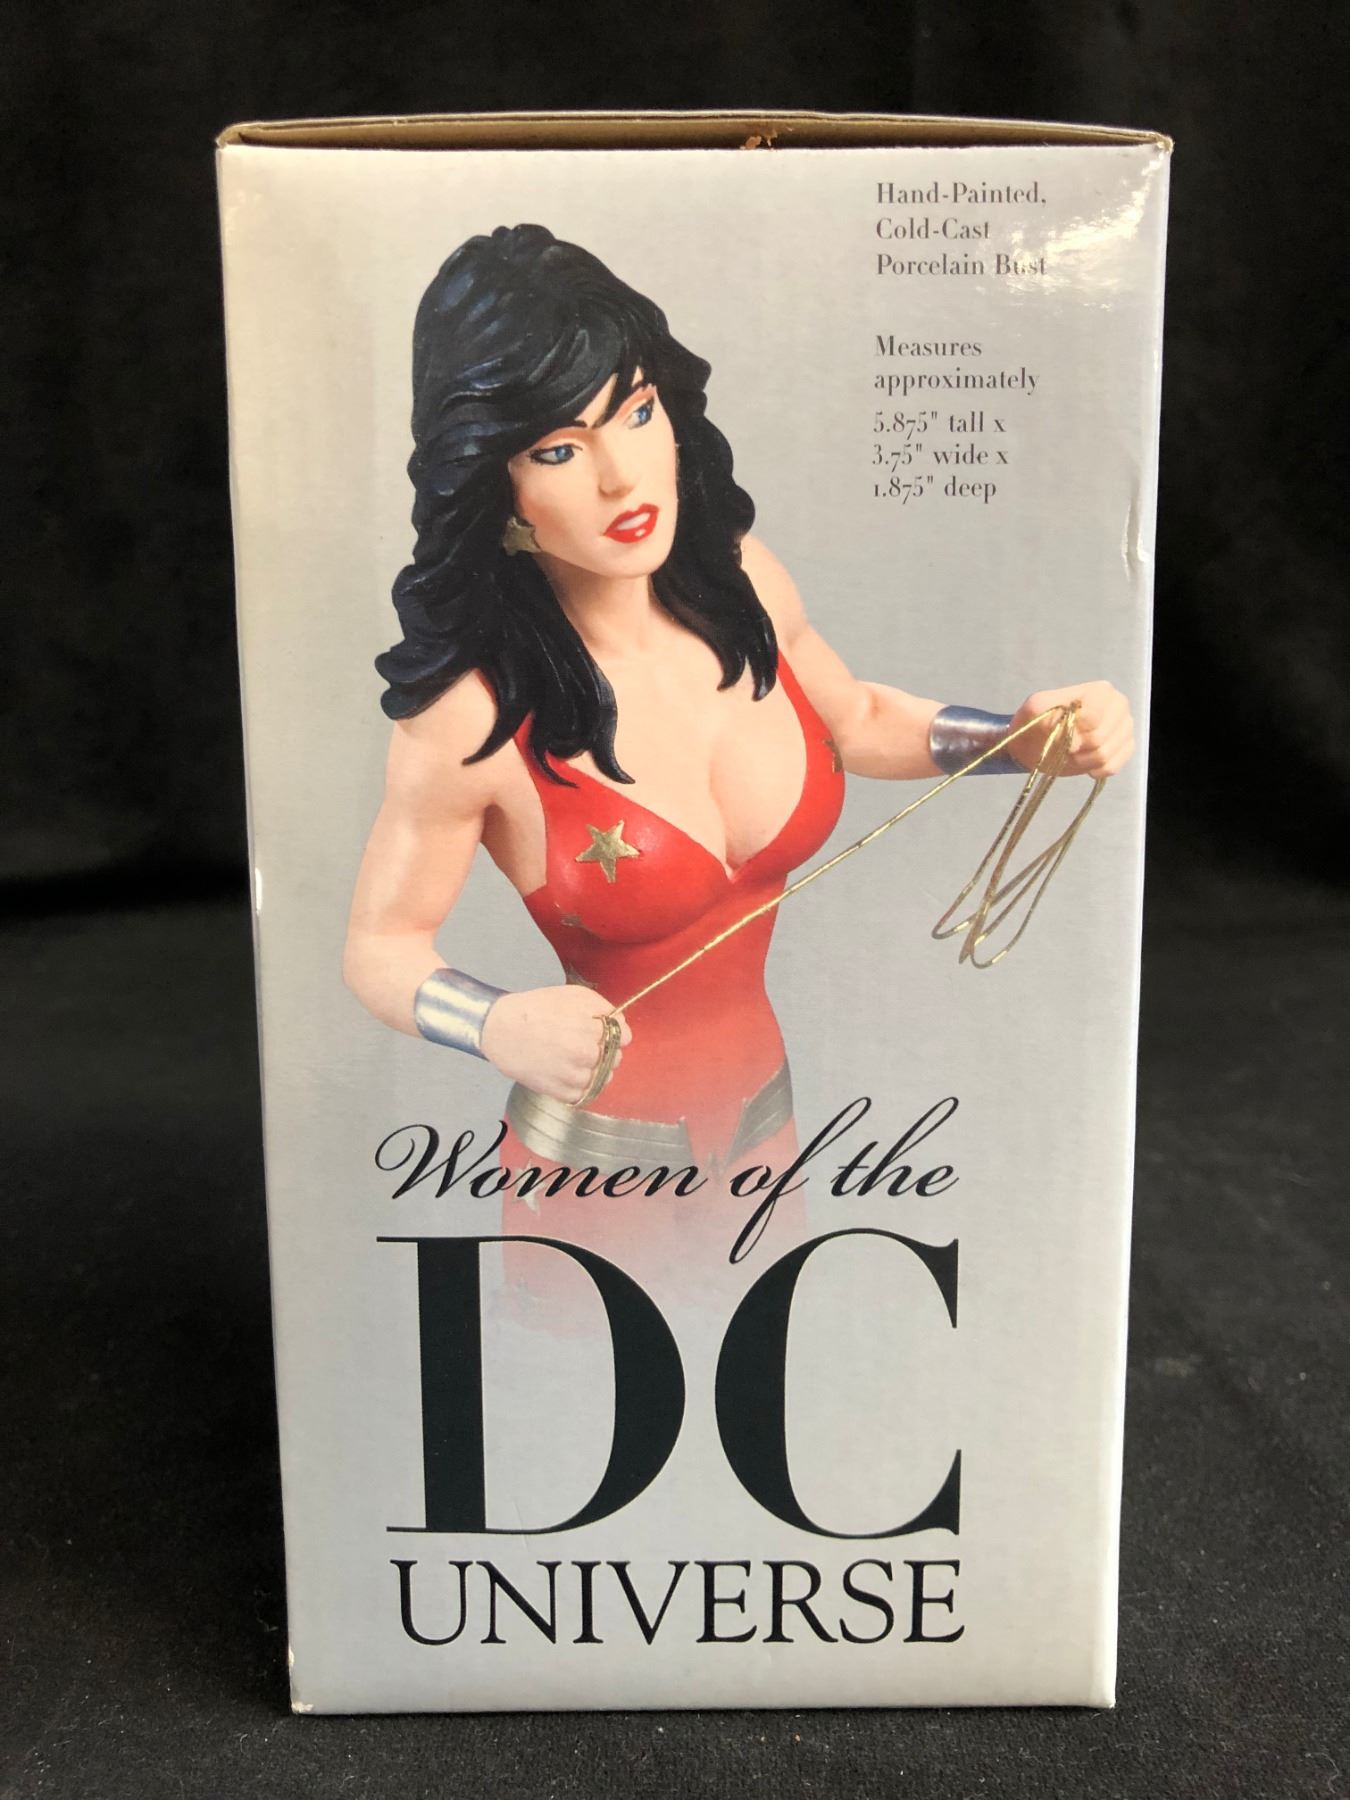 Hand-Painted,
Cold-Cast
Porcelain Bust
Measures
approximately
5.875" tall x
3.75" wide x
1.875" deep
Women of the
DC
UNIVERSE